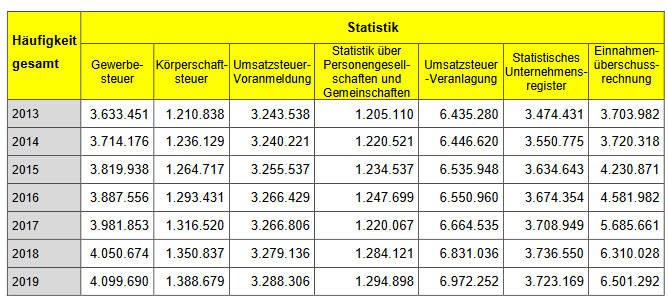 Häufigkeit gesamt
Statistik
Gewerbe-
steuer
Körperschaft-
steuer
Umsatzsteuer-
Voranmeldung
Statistik über
Personengesell-
schaften und
Gemeinschaften
Umsatzsteuer
-Veranlagung
Statistisches
Unternehmens-
register
Einnahmen-
überschuss-
rechnung
2013 3.633.451 1.210.838 3.243.538 1.205.110 6.435.280 3.474.431 3.703.982
2014 3.714.176 1.236.129 3.240.221 1.220.521 6.446.620 3.550.775 3.720.318
2015 3.819.938 1.264.717 3.255.537 1.234.537 6.535.948 3.634.643 4.230.871
2016 3.887.556 1.293.431 3.266.429 1.247.699 6.550.960 3.674.354 4.581.982
2017 3.981.853 1.316.520 3.266.806 1.220.067 6.664.535 3.708.949 5.685.661
2018 4.050.674 1.350.837 3.279.136 1.284.121 6.831.036 3.736.550 6.310.028
2019 4.099.690 1.388.679 3.288.306 1.294.898 6.972.252 3.723.169 6.501.292